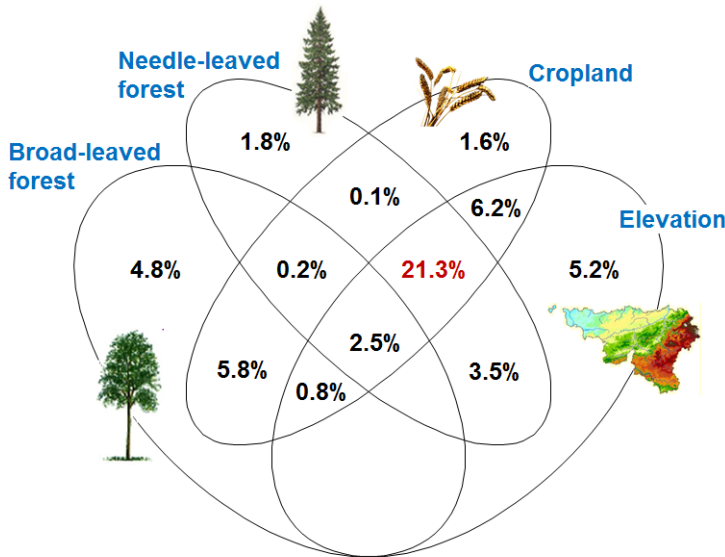 Needle-leaved
forest
Cropland
Broad-leaved
forest
Elevation
1.8%
1.6%
0.1%
6.2%
4.8%
0.2%
21.3%
5.2%
2.5%
5.8%
0.8%
3.5%